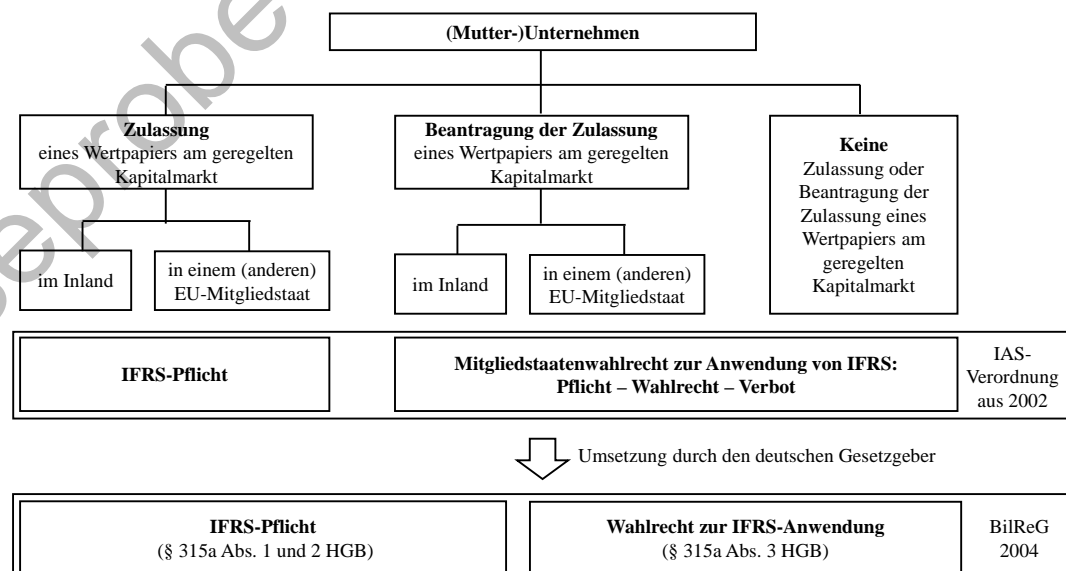 (Mutter-)Unternehmen
Zulassung
eines Wertpapiers am geregelten
Kapitalmarkt
Beantragung der Zulassung
eines Wertpapiers am geregelten
Kapitalmarkt
Keine
Zulassung oder
Beantragung der
Zulassung eines
Wertpapiers am
geregelten
Kapitalmarkt
im Inland
in einem (anderen)
EU-Mitgliedstaat
im Inland
in einem (anderen)
EU-Mitgliedstaat
IFRS-Pflicht
Mitgliedstaatenwahlrecht zur Anwendung von IFRS:
Pflicht – Wahlrecht – Verbot
IAS-
Verordnung
aus 2002
Umsetzung durch den deutschen Gesetzgeber
IFRS-Pflicht
(§ 315a Abs. 1 und 2 HGB)
Wahlrecht zur IFRS-Anwendung
(§ 315a Abs. 3 HGB)
BilReG
2004
eprobe